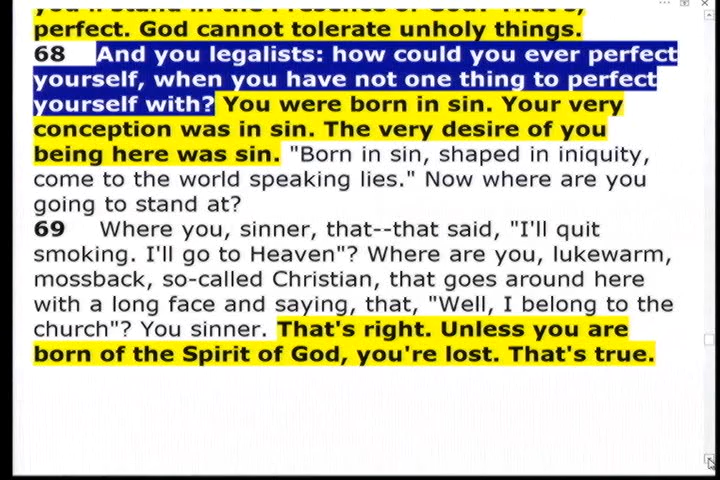 perfect. God cannot tolerate unholy things.
68 And you legalists: how could you ever perfect
yourself, when you have not one thing to perfect
yourself with? You were born in sin. Your very
conception was in sin. The very desire of you
being here was sin. "Born in sin, shaped in iniquity,
come to the world speaking lies." Now where are you
going to stand at?
69 Where you, sinner, that--that said, "I'll quit
smoking. I'll go to Heaven"? Where are you, lukewarm,
mossback, so-called Christian, that goes around here
with a long face and saying, that, "Well, I belong to the
church"? You sinner. That's right. Unless you are
born of the Spirit of God, you're lost. That's true.